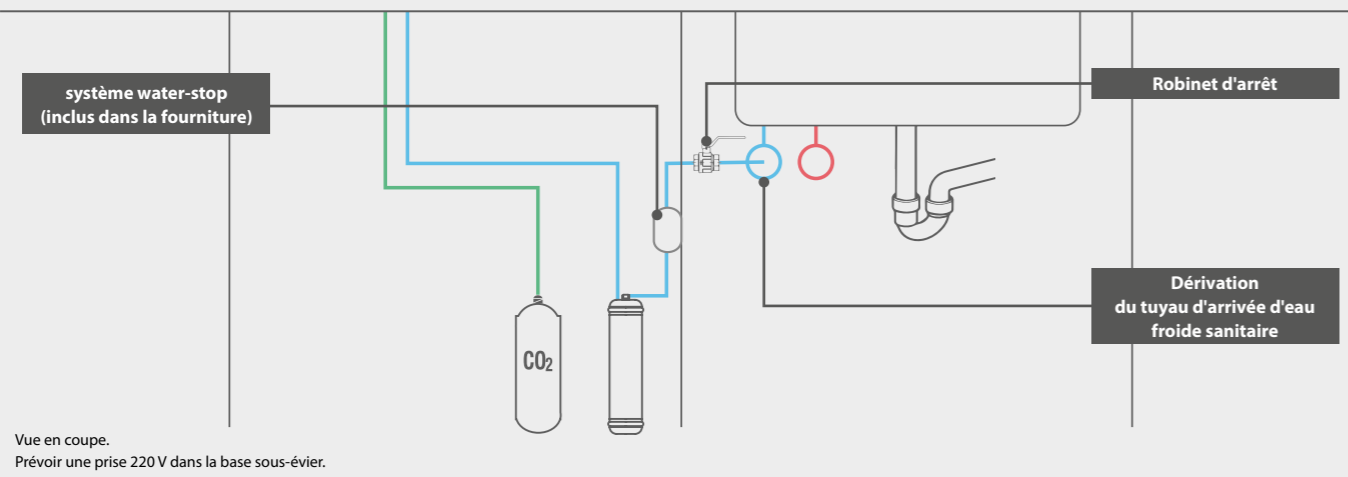 système water-stop
(inclus dans la fourniture)
Robinet d'arrêt
Dérivation
du tuyau d'arrivée d'eau
froide sanitaire
CO₂
Vue en coupe.
Prévoir une prise 220 V dans la base sous-évier.